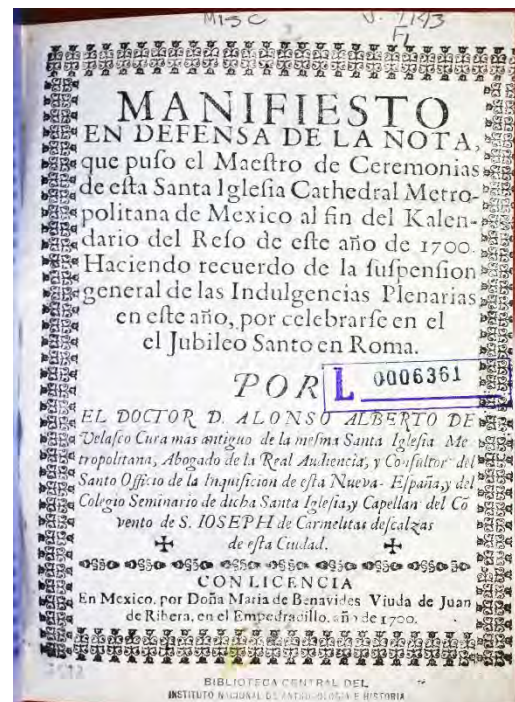 MISC
V. 1143
FL
MANIFIESTO
EN DEFENSA DE LA NOTA,
que puso el Maestro de Ceremonias
de esta Santa Iglesia Cathedral Metro-
politana de Mexico al fin del Kalen-
dario del Reso de este año de 1700.
Haciendo recuerdo de la suspension
general de las Indulgencias Plenarias
en este año, por celebrarse en el
el Jubileo Santo en Roma.
POR
L 0006361
EL DOCTOR D. ALONSO ALBERTO DE
Velasco Cura mas antiguo de la mesma Santa Iglesia Me
tropolitana, Abogado de la Real Audiencia, y Consultor del
Santo Officio de la Inquisicion de esta Nueva-España, y del
Colegio Seminario de dicha Santa Iglesia, y Capellan del Cõ
vento de S. IOSEPH de Carmelitas descalzas
de esta Ciudad.
CON LICENCIA
En Mexico, por Doña Maria de Benavides Viuda de Juan
de Ribera, en el Empedradillo. año de 1700.
BIBLIOTECA CENTRAL DEL
INSTITUTO NACIONAL DE ANTROPOLOGIA E HISTORIA